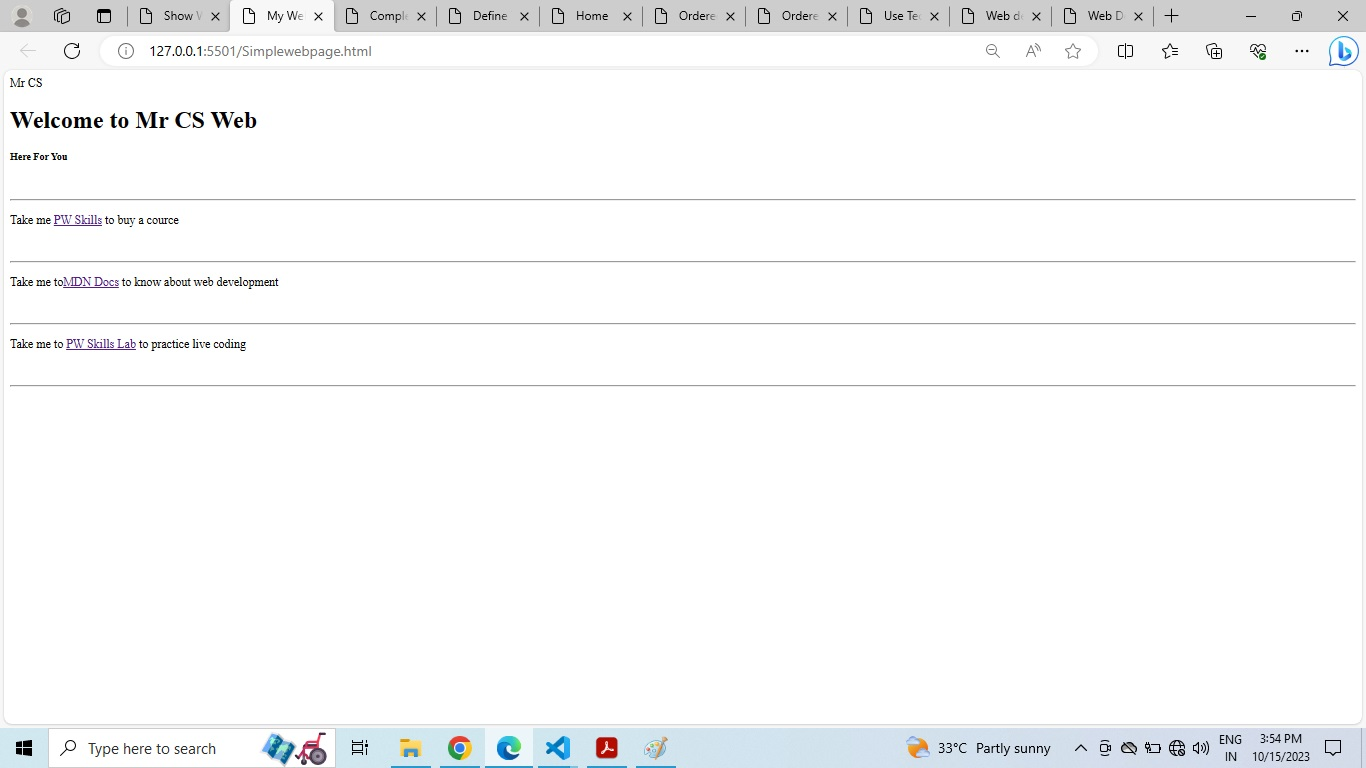 Show W
My We
Comple
Define
Home
Ordere
Ordere
Use Te
Web d
Web D
127.0.0.1:5501/Simplewebpage.html
Mr CS
Welcome to Mr CS Web
Here For You
Take me PW Skills to buy a cource
Take me toMDN Docs to know about web development
Take me to PW Skills Lab to practice live coding
Type here to search
33°C Partly sunny
ENG
IN
3:54 PM
10/15/2023